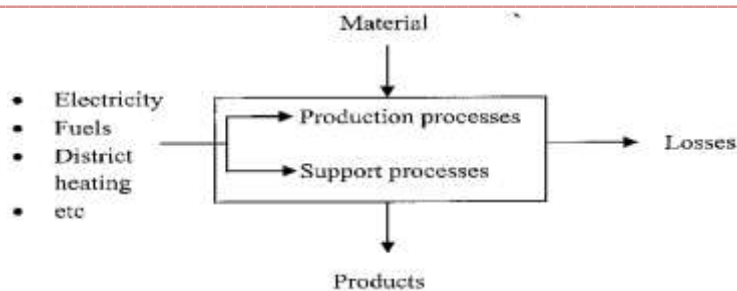 Material
• Electricity
• Fuels
• District
heating
• etc
Production processes
Support processes
Losses
Products